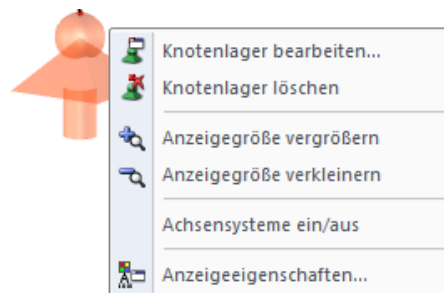 Knotenlager bearbeiten...
Knotenlager löschen
Anzeigegröße vergrößern
Anzeigegröße verkleinern
Achsensysteme ein/aus
Anzeigeeigenschaften...